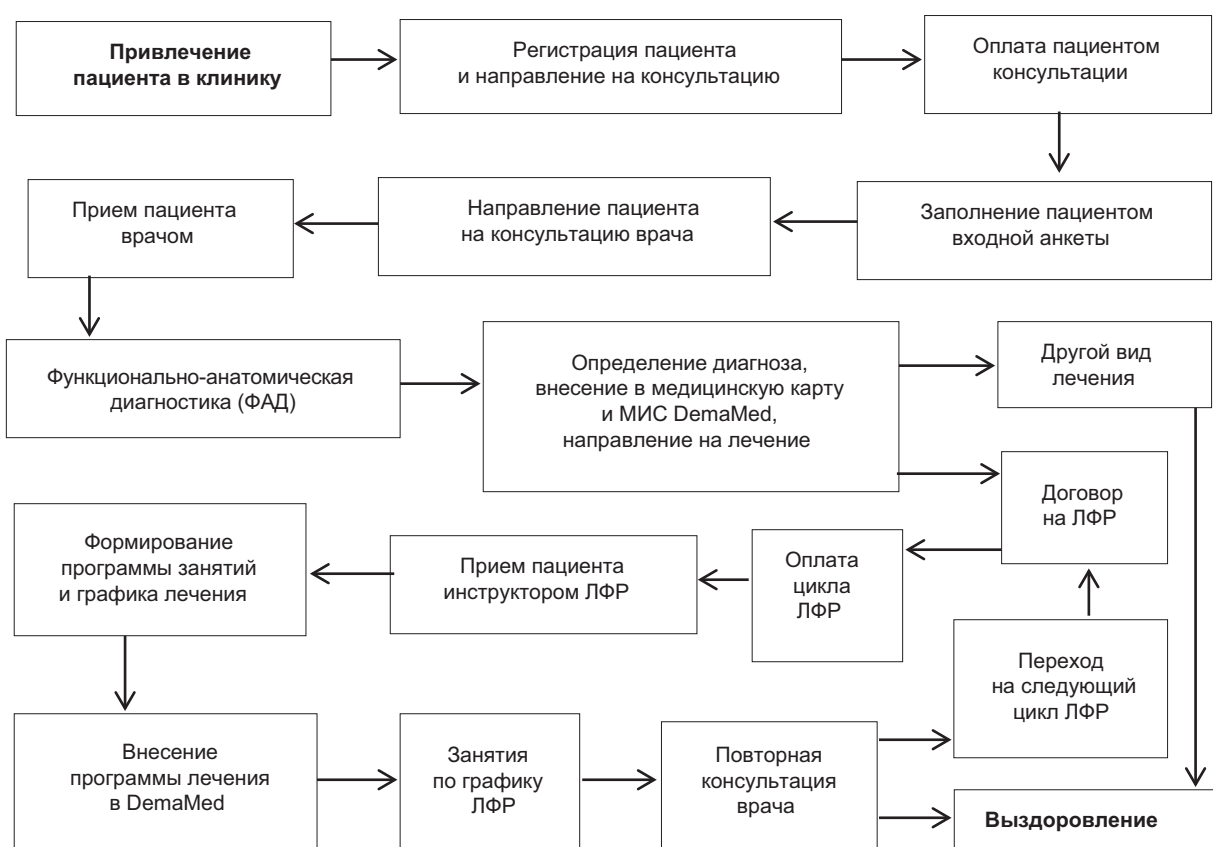 Привлечение
пациента в клинику
Регистрация пациента
и направление на консультацию
Оплата пациентом
консультации
Прием пациента
врачом
Направление пациента
на консультацию врача
Заполнение пациентом
входной анкеты
Функционально-анатомическая
диагностика (ФАД)
Определение диагноза,
внесение в медицинскую карту
и МИС DemaMed,
направление на лечение
Другой вид
лечения
Договор
на ЛФР
Формирование
программы занятий
и графика лечения
Прием пациента
инструктором ЛФР
Оплата
цикла
ЛФР
Переход
на следующий
цикл ЛФР
Внесение
программы лечения
в DemaMed
Занятия
по графику
ЛФР
Повторная
консультация
врача
Выздоровление